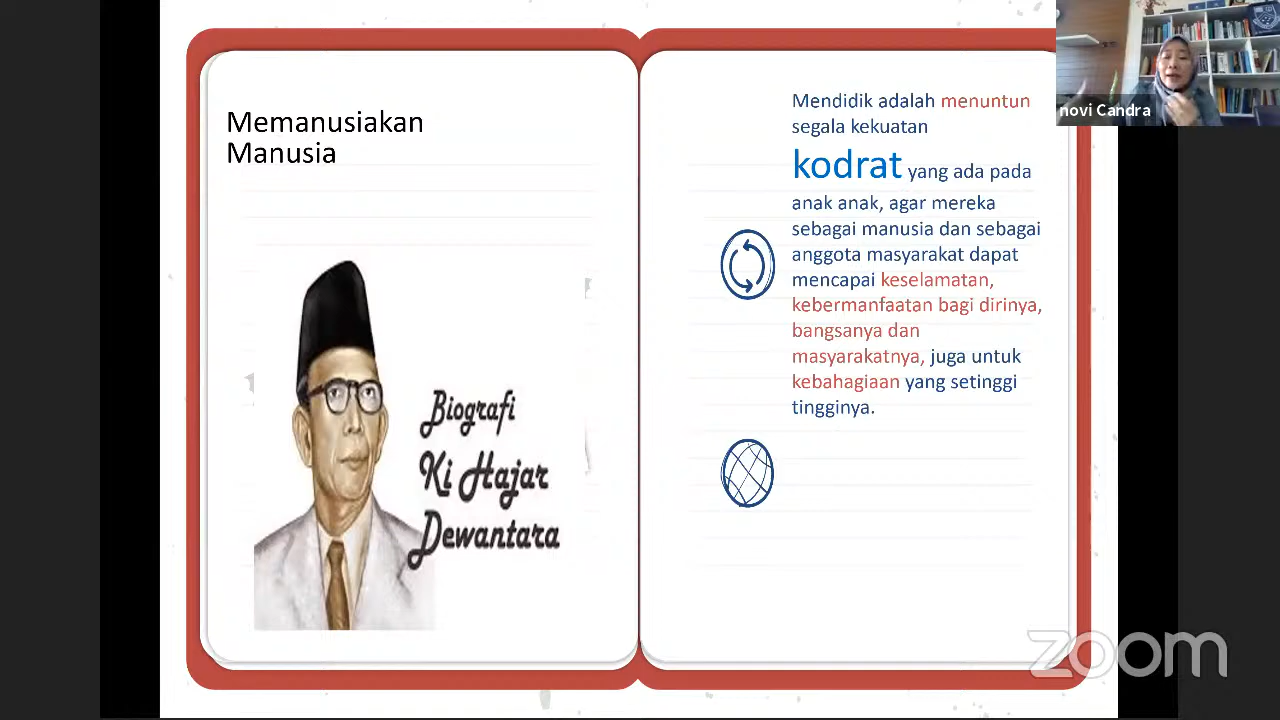 Memanusiakan
Manusia
Biografi
Ki Hajar
Dewantara
Mendidik adalah menuntun
segala kekuatan
kodrat yang ada pada
anak anak, agar mereka
sebagai manusia dan sebagai
anggota masyarakat dapat
mencapai keselamatan,
kebermanfaatan bagi dirinya,
bangsanya dan
masyarakatnya, juga untuk
kebahagiaan yang setinggi
tingginya.
novi Candra
zoom